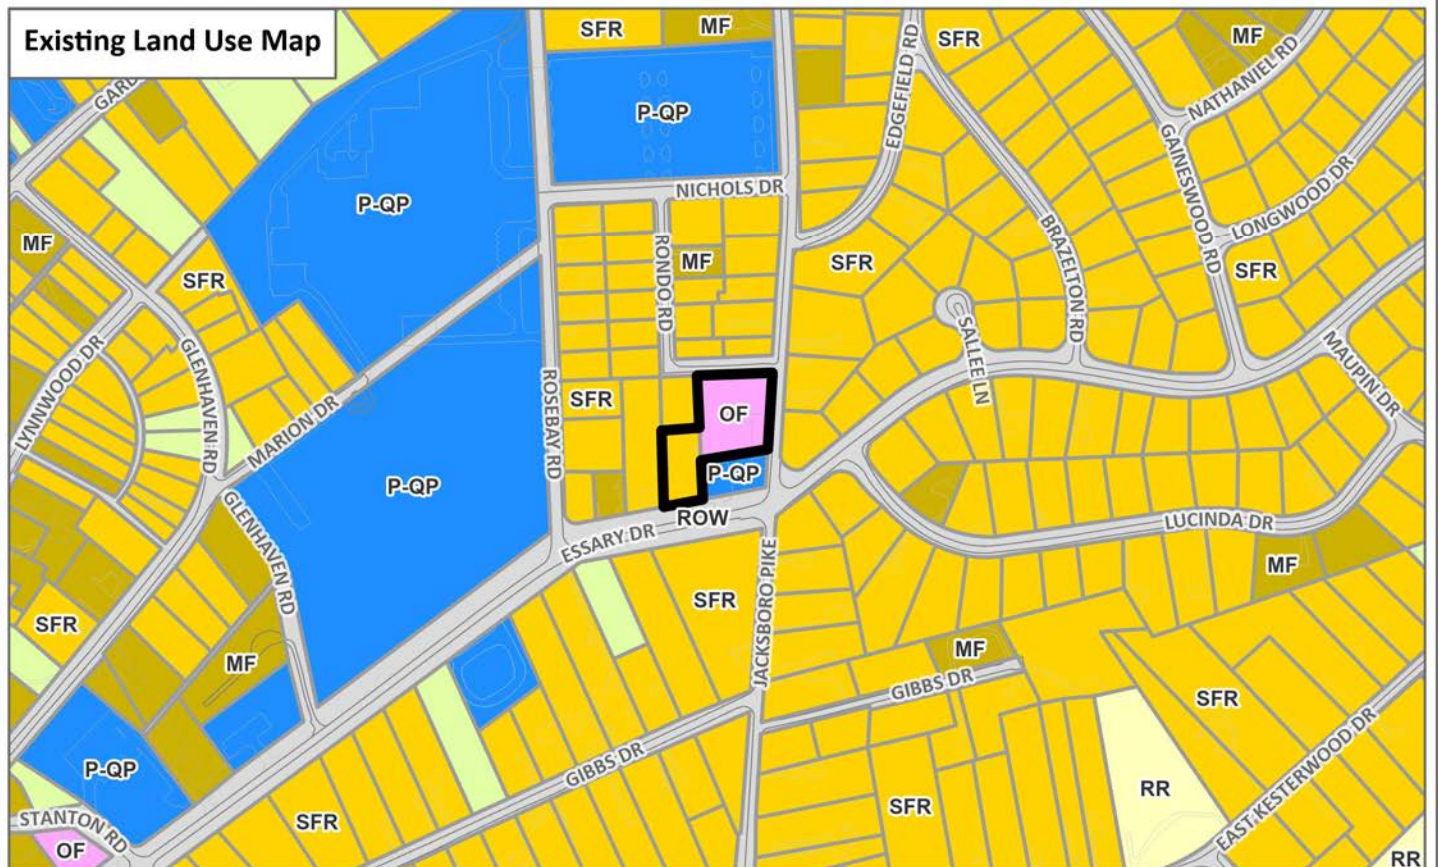 Existing Land Use Map
SFR
MF
EDGEFIELD RD
SFR
MF
NATHANIEL RD
P-QP
GAINESWOOD RD
LONGWOOD DR
P-QP
NICHOLS DR
MF
BRAZELTON RD
RONDO RD
MF
SFR
SFR
SFR
LYNNWOOD DR
GLENHAVEN RD
MARION DR
ROSEBAY RD
SFR
OF
SALLEE LN
MAUPIN DR
P-QP
P-QP
ROW
ESSARY DR
LUCINDA DR
GLENHAVEN RD
JACKSBORO PIKE
MF
SFR
SFR
MF
MF
GIBBS DR
SFR
P-QP
GIBBS DR
RR
EAST KESTERWOOD DR
STANTON RD
SFR
SFR
OF
RR